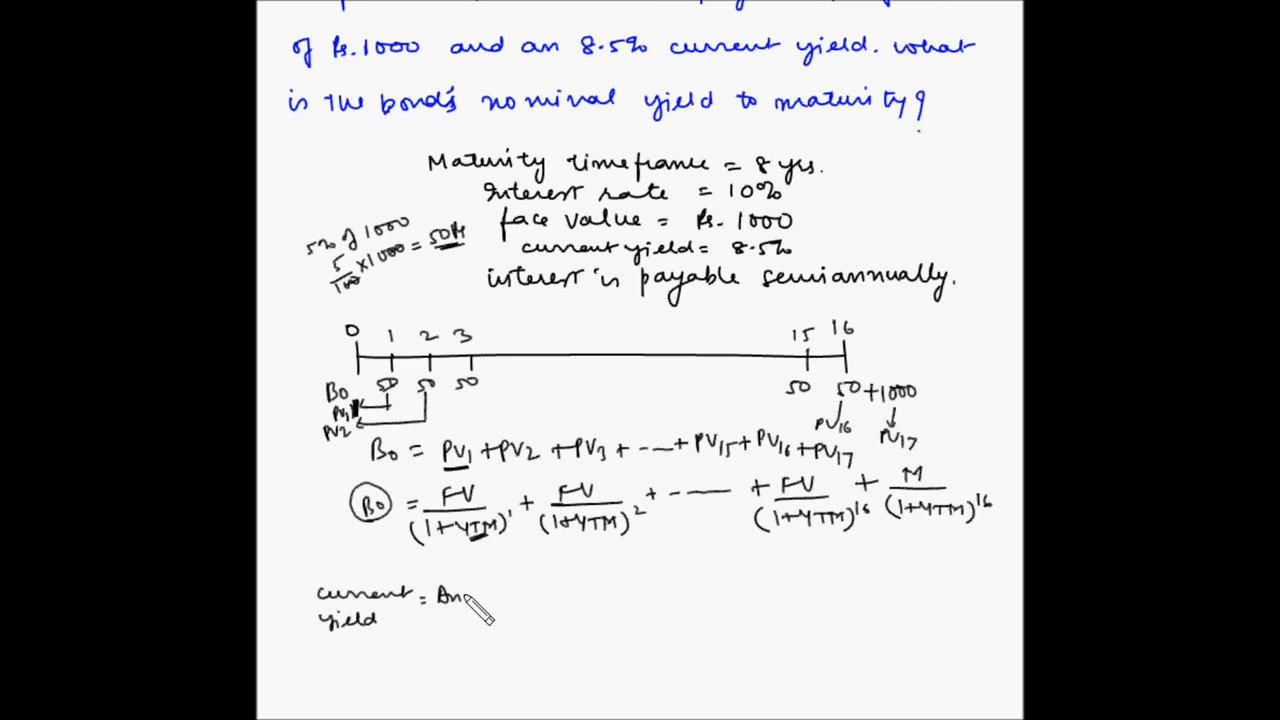 of Rs. 1000 and an 8.5% current yield. what
is the bond's nominal yield to maturity?
Maturity timeframe = 8 yrs.
Interest rate = 10%
face value = Rs. 1000
current yield = 8.5%
interest is payable semiannually.
5% of 1000
5/100 × 1000 = 50 Rs
0 1 2 3 15 16
B0 50 50 50 50 50 + 1000
PV1 PV16 PV17
PV2
B0 = PV1 + PV2 + PV3 + --- + PV15 + PV16 + PV17
B0 = FV/(1+YTM)^1 + FV/(1+YTM)^2 + ---- + FV/(1+YTM)^16 + M/(1+YTM)^16
current = An
yield